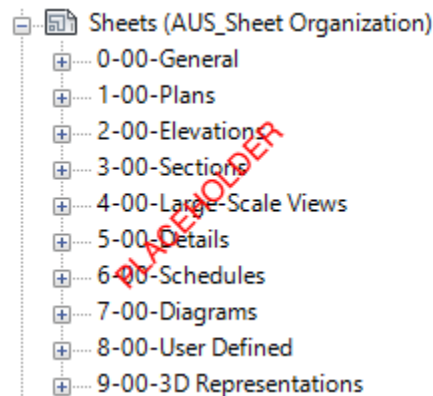 Sheets (AUS_Sheet Organization)
0-00-General
1-00-Plans
2-00-Elevations
3-00-Sections
4-00-Large-Scale Views
5-00-Details
6-00-Schedules
7-00-Diagrams
8-00-User Defined
9-00-3D Representations
PLACEHOLDER